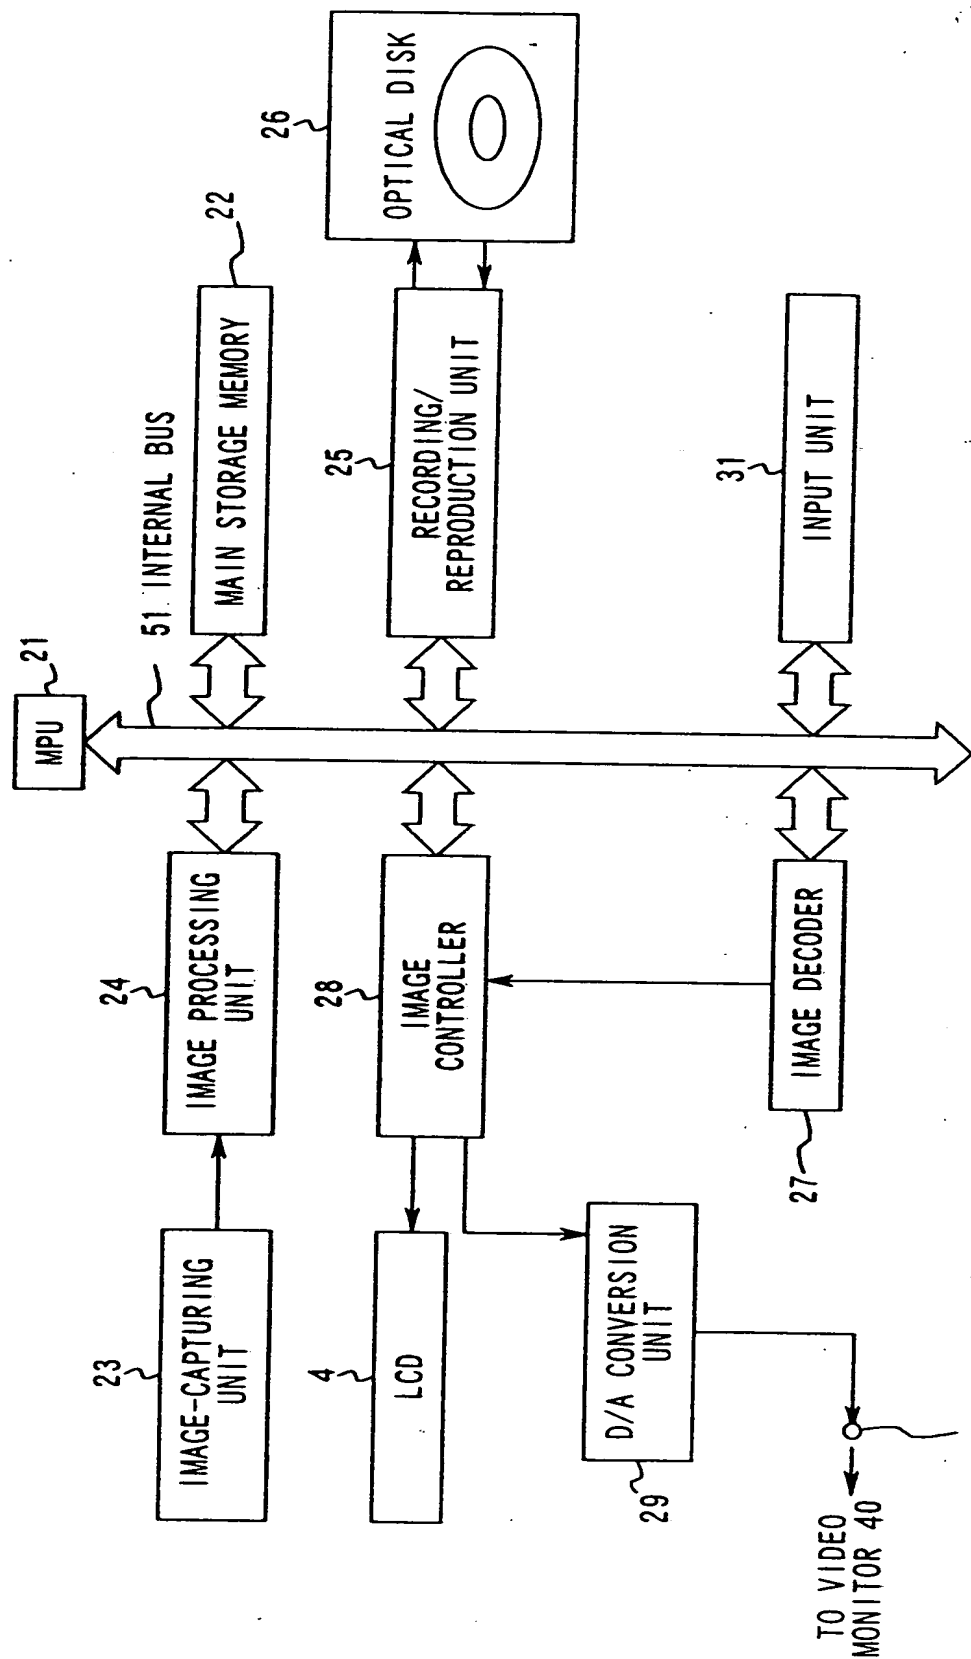 21
MPU
51. INTERNAL BUS
23
IMAGE-CAPTURING
UNIT
24
IMAGE PROCESSING
UNIT
22
MAIN STORAGE MEMORY
4
LCD
28
IMAGE
CONTROLLER
25
RECORDING/
REPRODUCTION UNIT
26
OPTICAL DISK
29
D/A CONVERSION
UNIT
27
IMAGE DECODER
31
INPUT UNIT
TO VIDEO
MONITOR 40